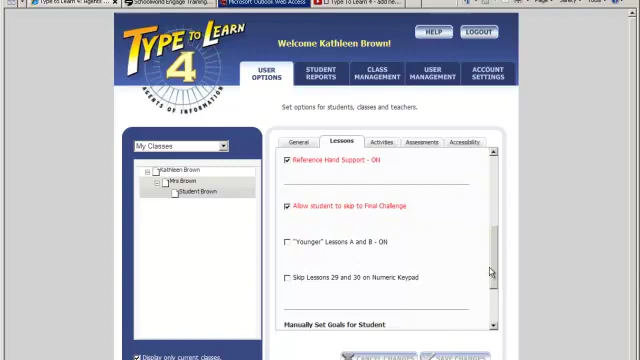 Type to Learn 4: Agents
Schoolworld Engage Training
Microsoft Outlook Web Access
Type To Learn 4 - add ne
Page
Safety
Tools
TYPE TO LEARN
4
AGENTS OF INFORMATION
Welcome Kathleen Brown!
HELP
LOGOUT
USER OPTIONS
STUDENT REPORTS
CLASS MANAGEMENT
USER MANAGEMENT
ACCOUNT SETTINGS
Set options for students, classes and teachers.
My Classes
Kathleen Brown
Mrs Brown
Student Brown
Display only current classes.
General
Lessons
Activities
Assessments
Accessibility
Reference Hand Support - ON
Allow student to skip to Final Challenge
"Younger" Lessons A and B - ON
Skip Lessons 29 and 30 on Numeric Keypad
Manually Set Goals for Student
CANCEL CHANGES
SAVE CHANGES